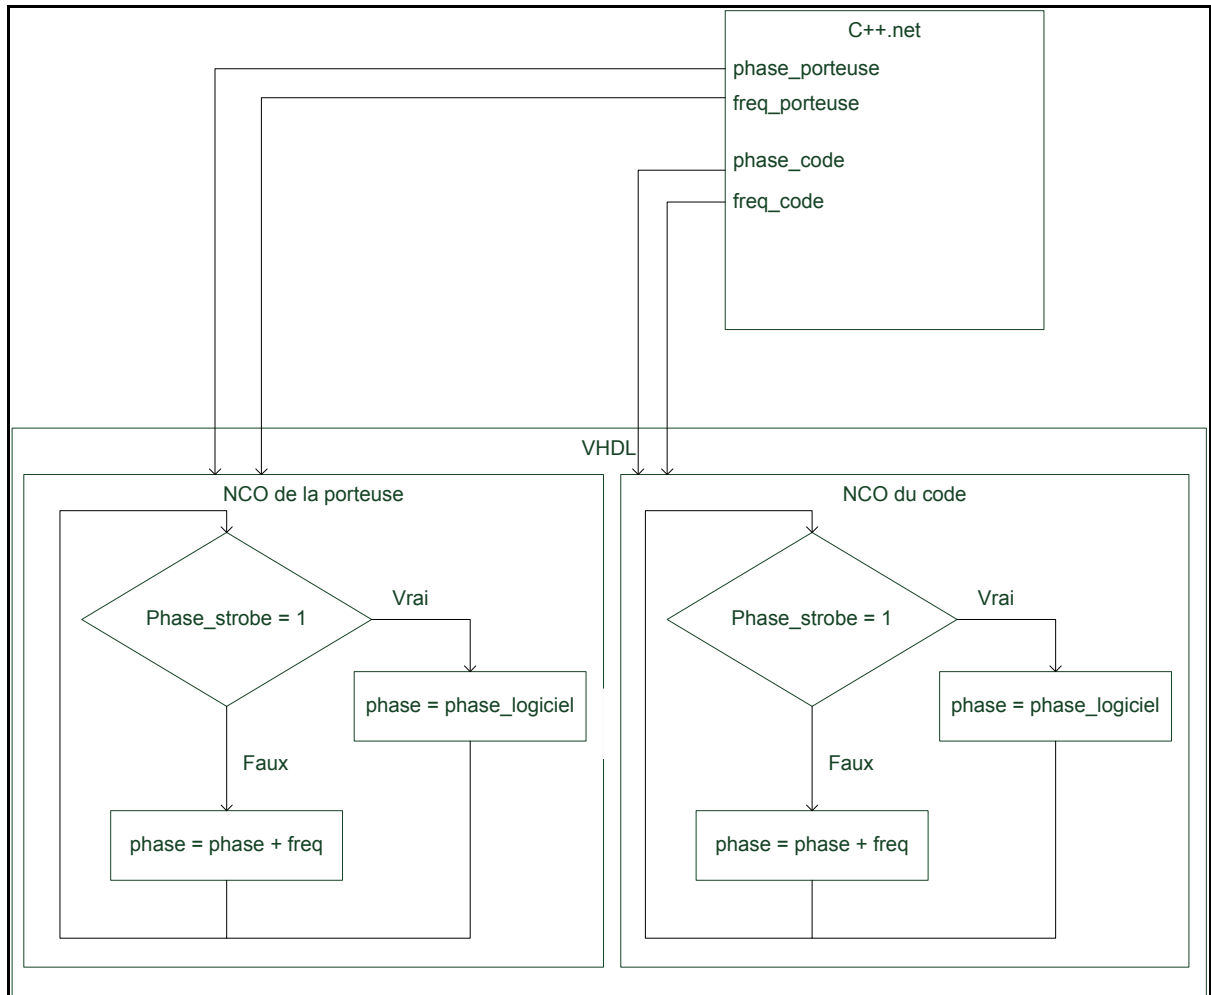 C++.net
phase_porteuse
freq_porteuse
phase_code
freq_code
VHDL
NCO de la porteuse
Phase_strobe = 1
Vrai
phase = phase_logiciel
Faux
phase = phase + freq
NCO du code
Phase_strobe = 1
Vrai
phase = phase_logiciel
Faux
phase = phase + freq